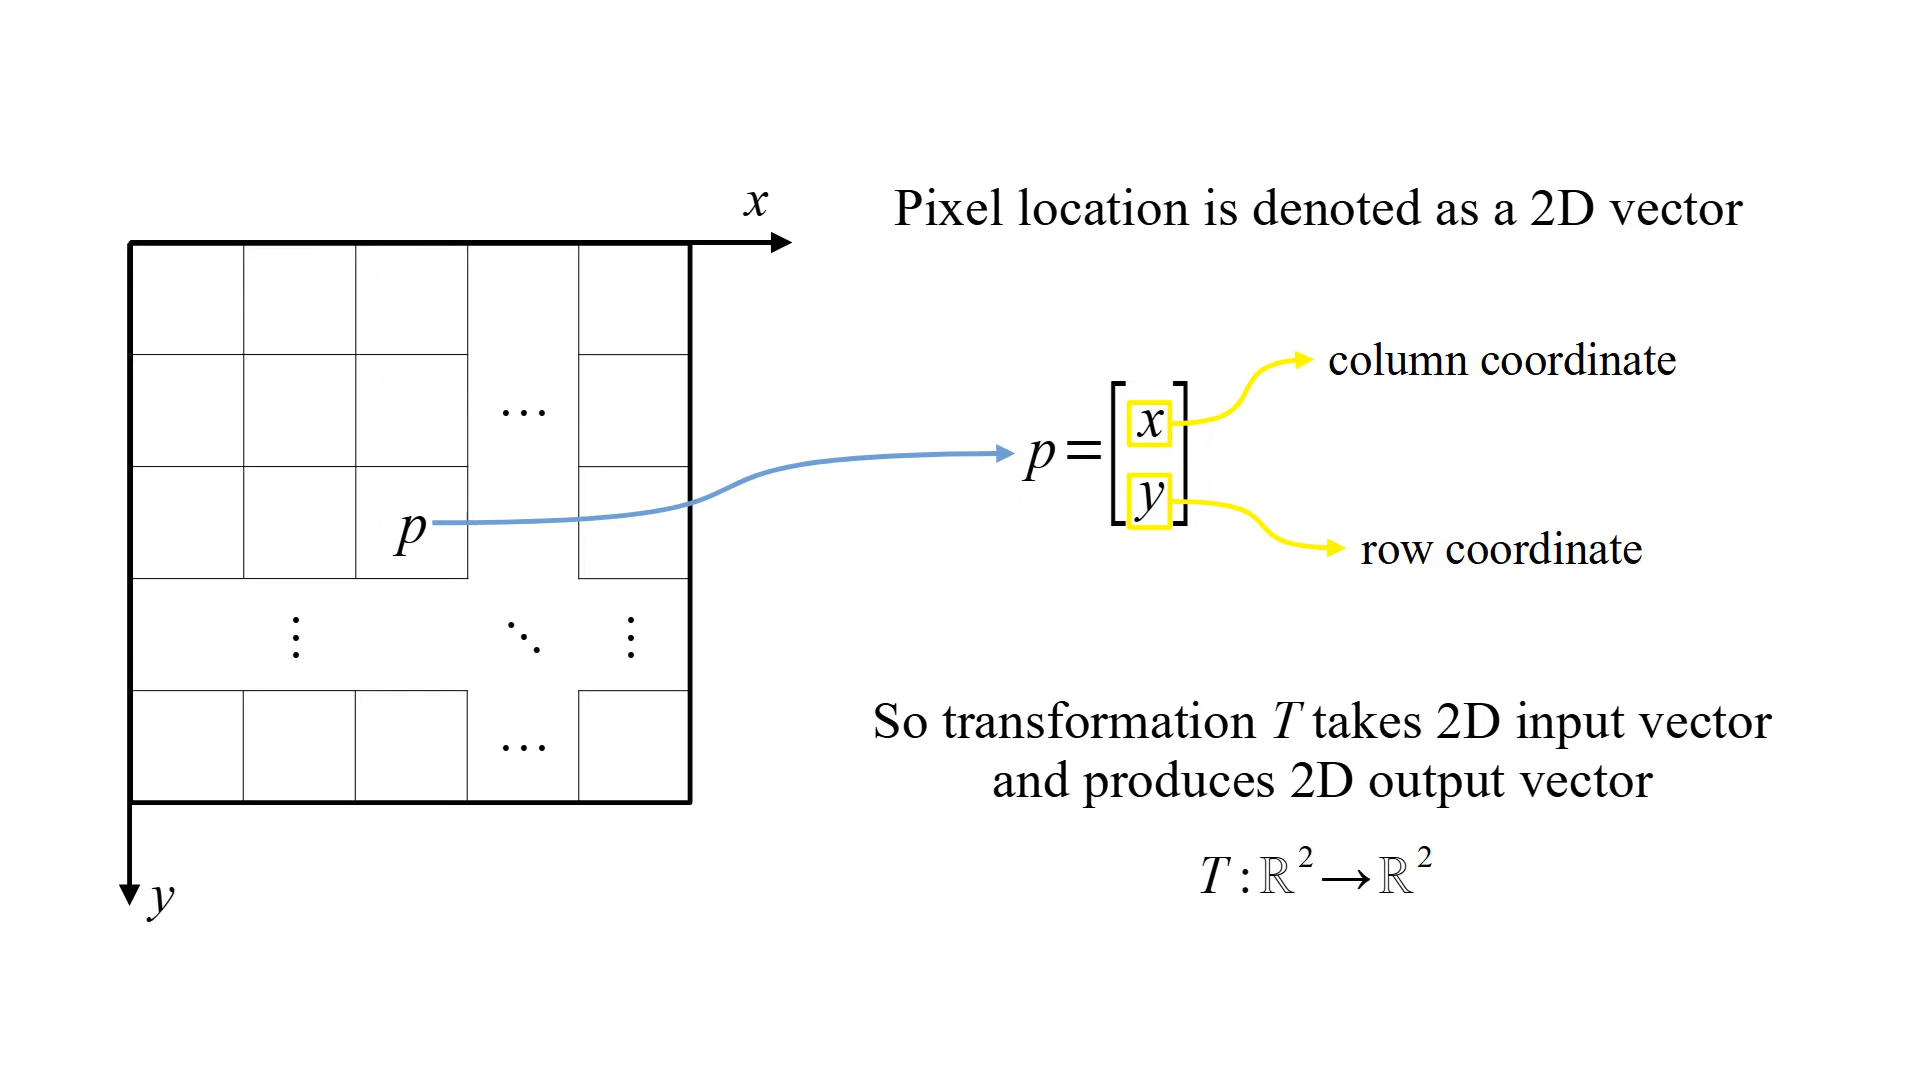 x
Pixel location is denoted as a 2D vector
column coordinate
…
p = [x y]
p
row coordinate
⋮ ⋱ ⋮
So transformation T takes 2D input vector
…
and produces 2D output vector
T : ℝ² → ℝ²
y